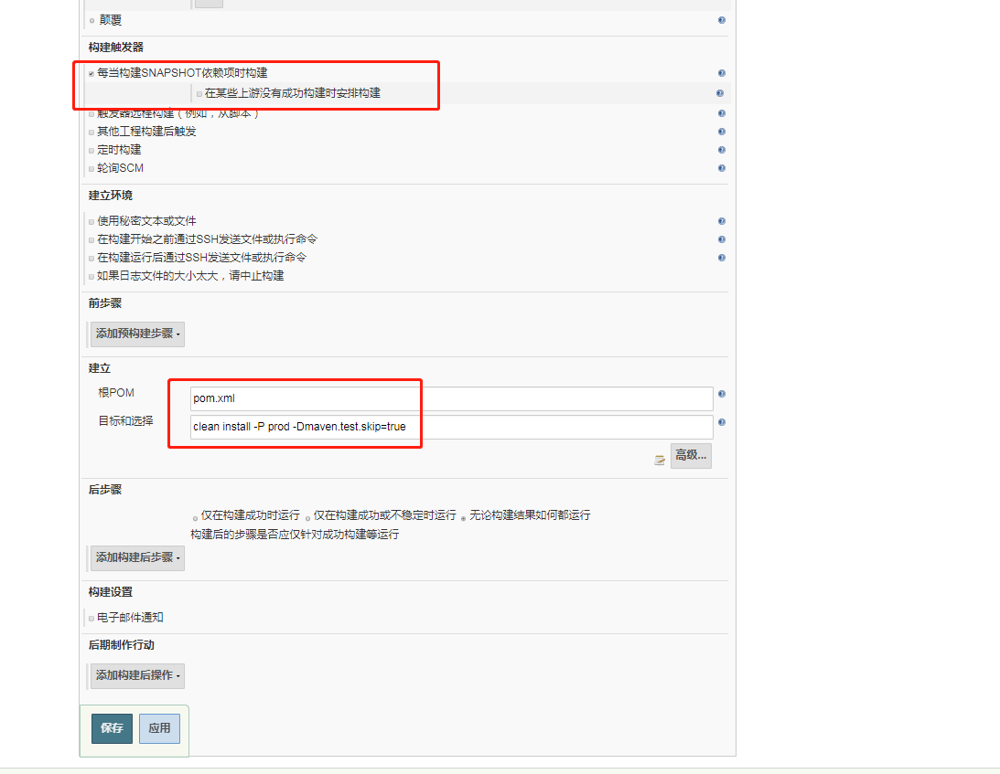 颠覆
构建触发器
每当构建SNAPSHOT依赖项时构建
在某些上游没有成功构建时安排构建
触发器远程构建（例如，从脚本）
其他工程构建后触发
定时构建
轮询SCM
建立环境
使用秘密文本或文件
在构建开始之前通过SSH发送文件或执行命令
在构建运行后通过SSH发送文件或执行命令
如果日志文件的大小太大，请中止构建
前步骤
添加预构建步骤
建立
根POM
pom.xml
目标和选择
clean install -P prod -Dmaven.test.skip=true
高级...
后步骤
仅在构建成功时运行 仅在构建成功或不稳定时运行 无论构建结果如何都运行
构建后的步骤是否应仅针对成功构建等运行
添加构建后步骤
构建设置
电子邮件通知
后期制作行动
添加构建后操作
保存 应用